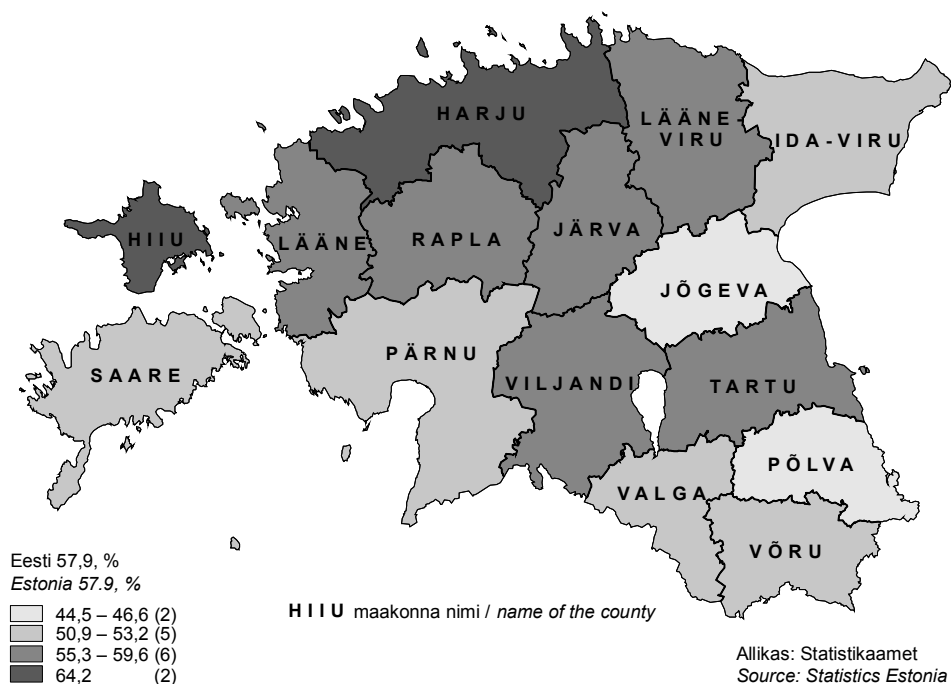 HARJU
LÄÄNE-
VIRU
IDA-VIRU
HIIU
LÄÄNE
RAPLA
JÄRVA
JÕGEVA
SAARE
PÄRNU
VILJANDI
TARTU
PÕLVA
VALGA
VÕRU
Eesti 57,9, %
Estonia 57.9, %
44,5 – 46,6 (2)
50,9 – 53,2 (5)
55,3 – 59,6 (6)
64,2 (2)
HIIU maakonna nimi / name of the county
Allikas: Statistikaamet
Source: Statistics Estonia